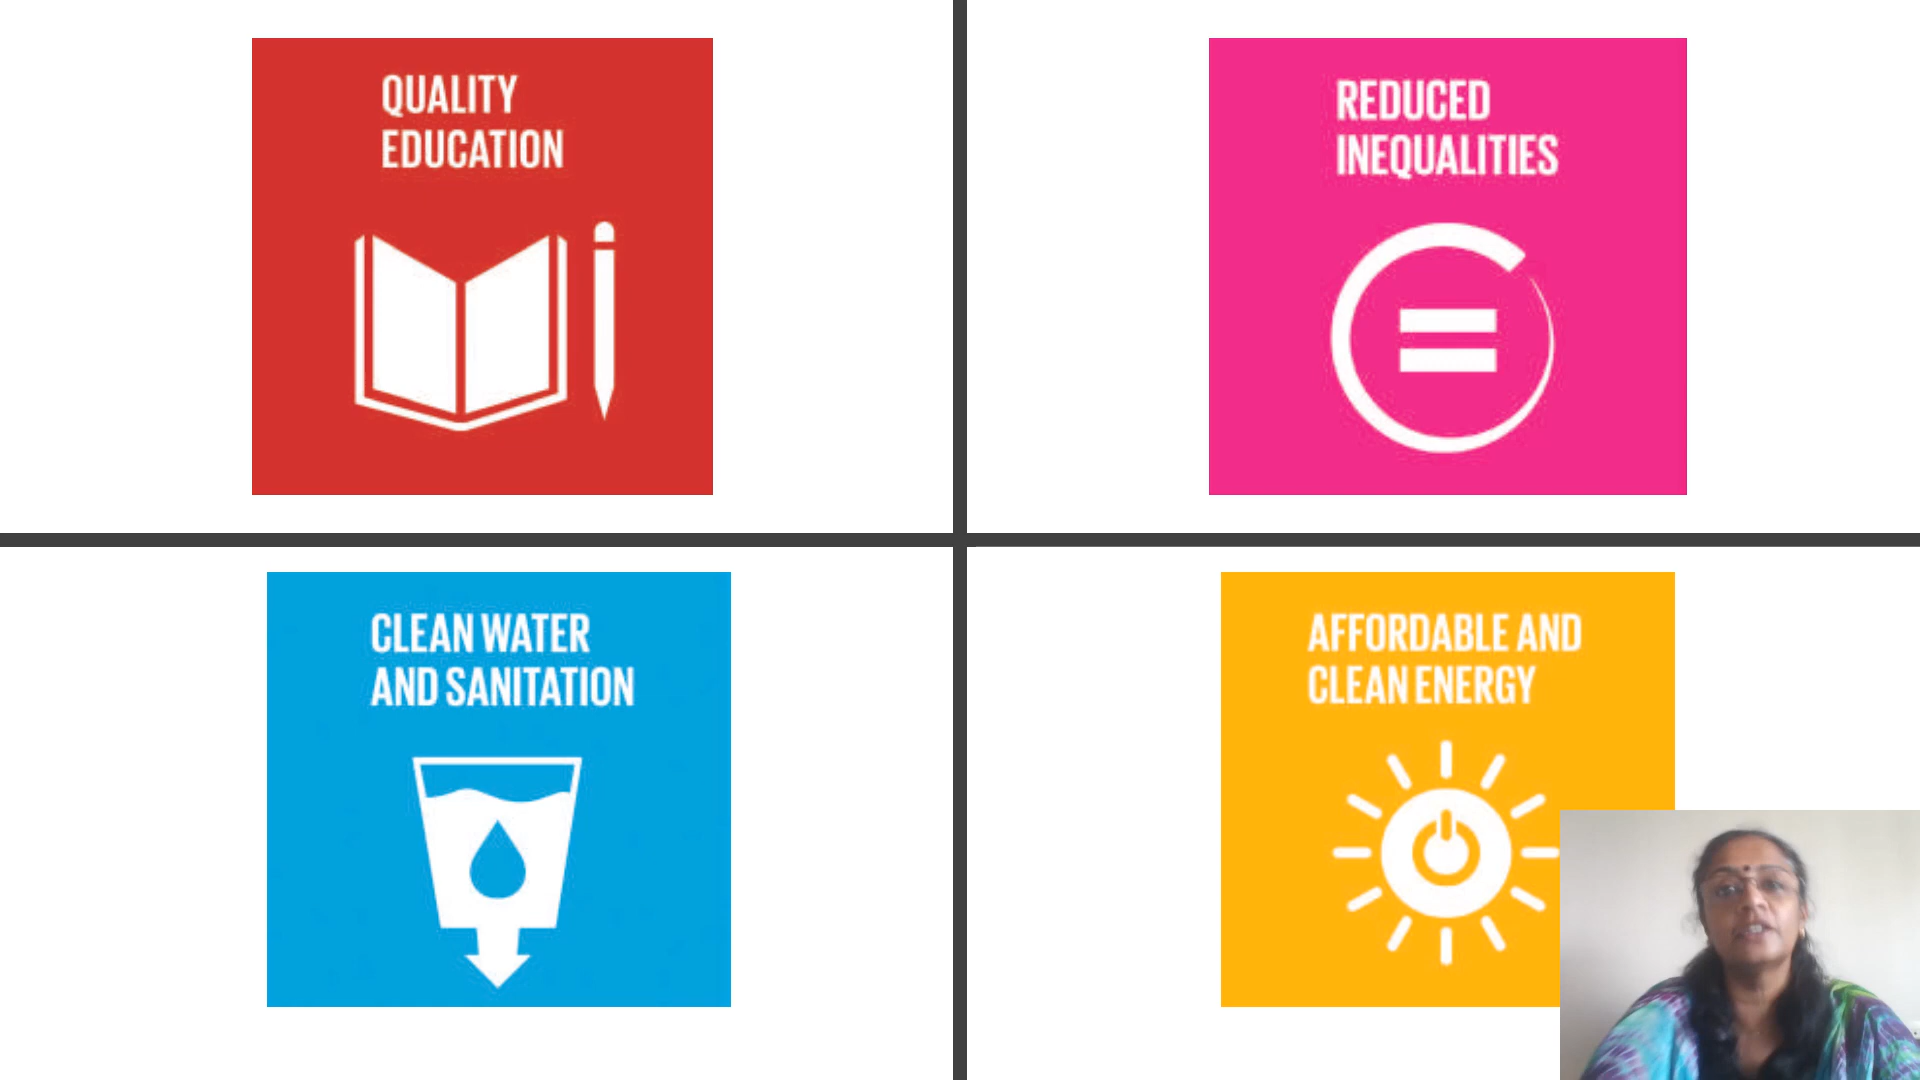 QUALITY
EDUCATION
REDUCED
INEQUALITIES
CLEAN WATER
AND SANITATION
AFFORDABLE AND
CLEAN ENERGY